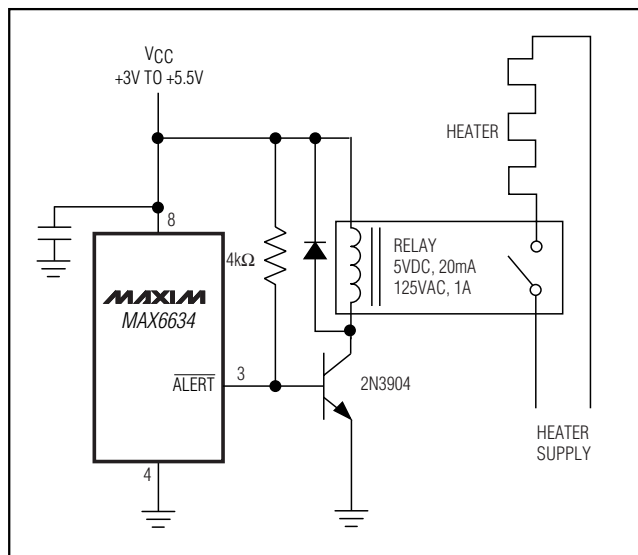 VCC
+3V TO +5.5V
HEATER
8
4kΩ
RELAY
5VDC, 20mA
125VAC, 1A
MAXIM
MAX6634
ALERT
3
2N3904
4
HEATER
SUPPLY